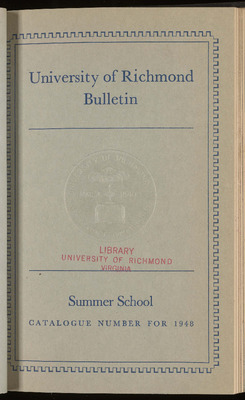 University of Richmond
Bulletin
LIBRARY
UNIVERSITY OF RICHMOND
VIRGINIA
Summer School
CATALOGUE NUMBER FOR 1948